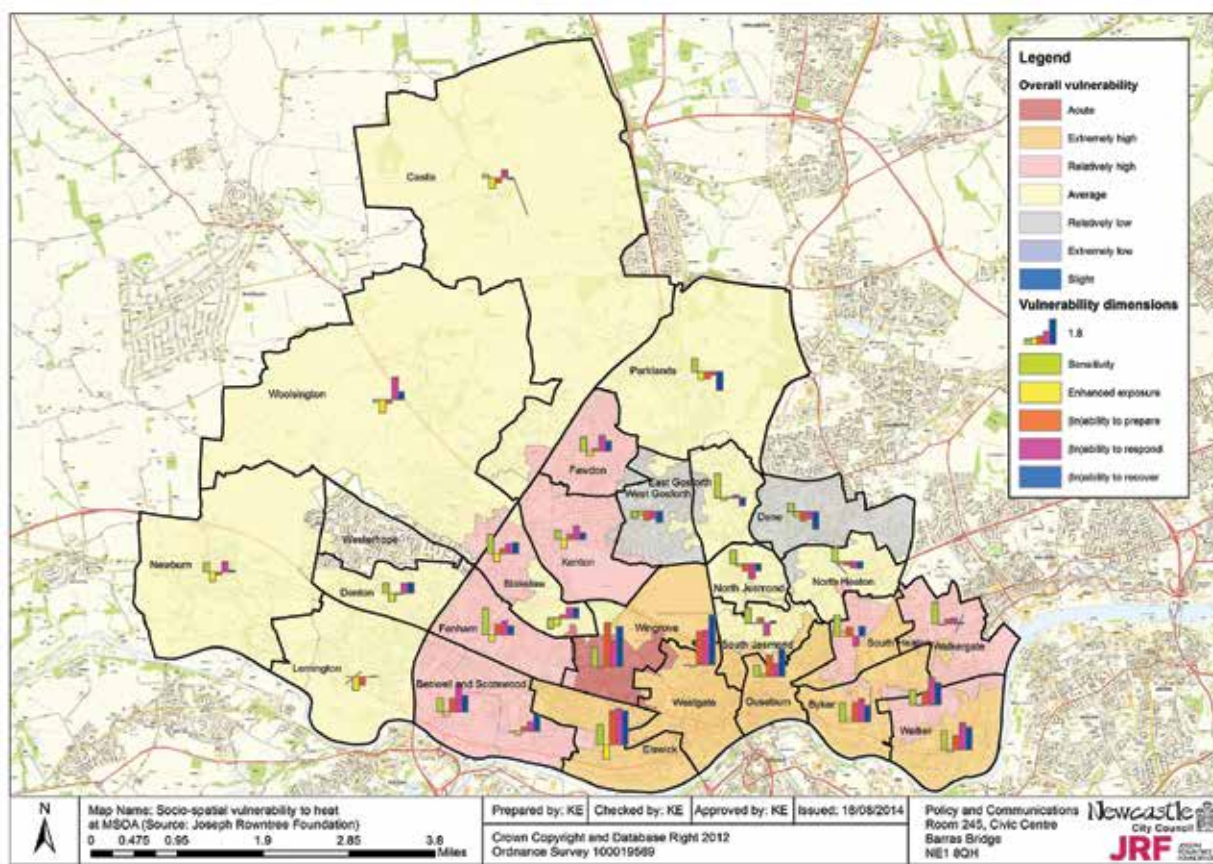 Legend
Overall vulnerability
Acute
Extremely high
Relatively high
Average
Relatively low
Extremely low
Slight
Vulnerability dimensions
1.8
Sensitivity
Enhanced exposure
(In)ability to prepare
(In)ability to respond
(In)ability to recover
Castle
Parklands
Woolsington
Fawdon
East Gosforth
West Gosforth
Dene
Westerhope
Newburn
Kenton
Blakelaw
Denton
North Jesmond
North Heaton
Fenham
Wingrove
South Jesmond
South Heaton
Walkergate
Lemington
Benwell and Scotswood
Westgate
Ouseburn
Byker
Walker
Elswick
N
Map Name: Socio-spatial vulnerability to heat
at MSOA (Source: Joseph Rowntree Foundation)
0 0.475 0.95 1.9 2.85 3.8
Miles
Prepared by: KE
Checked by: KE
Approved by: KE
Issued: 18/08/2014
Crown Copyright and Database Right 2012
Ordnance Survey 100019569
Policy and Communications
Room 245, Civic Centre
Barras Bridge
NE1 8QH
Newcastle
City Council
JRF
JOSEPH
ROWNTREE
FOUNDATION